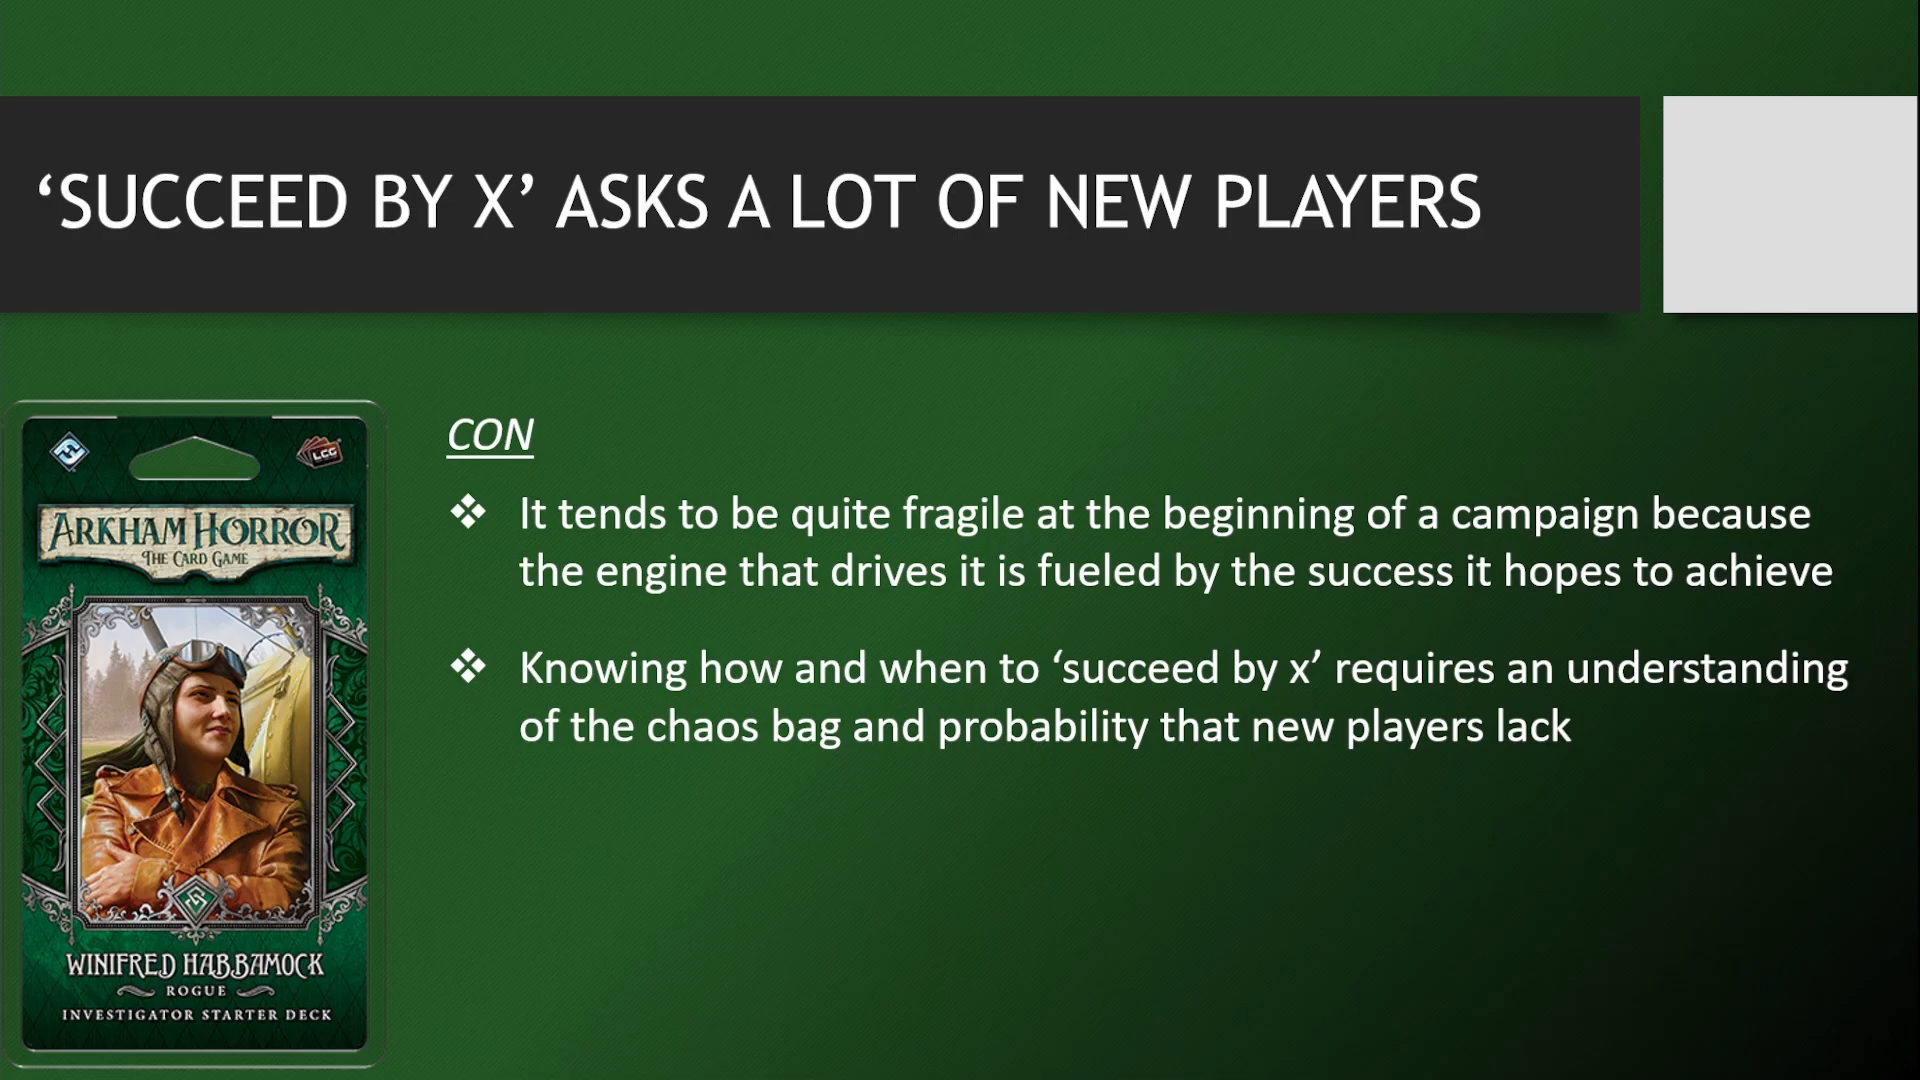 ‘SUCCEED BY X’ ASKS A LOT OF NEW PLAYERS
CON
It tends to be quite fragile at the beginning of a campaign because
the engine that drives it is fueled by the success it hopes to achieve
Knowing how and when to ‘succeed by x’ requires an understanding
of the chaos bag and probability that new players lack
LCG
ARKHAM HORROR
THE CARD GAME
WINIFRED HABBAMOCK
ROGUE
INVESTIGATOR STARTER DECK